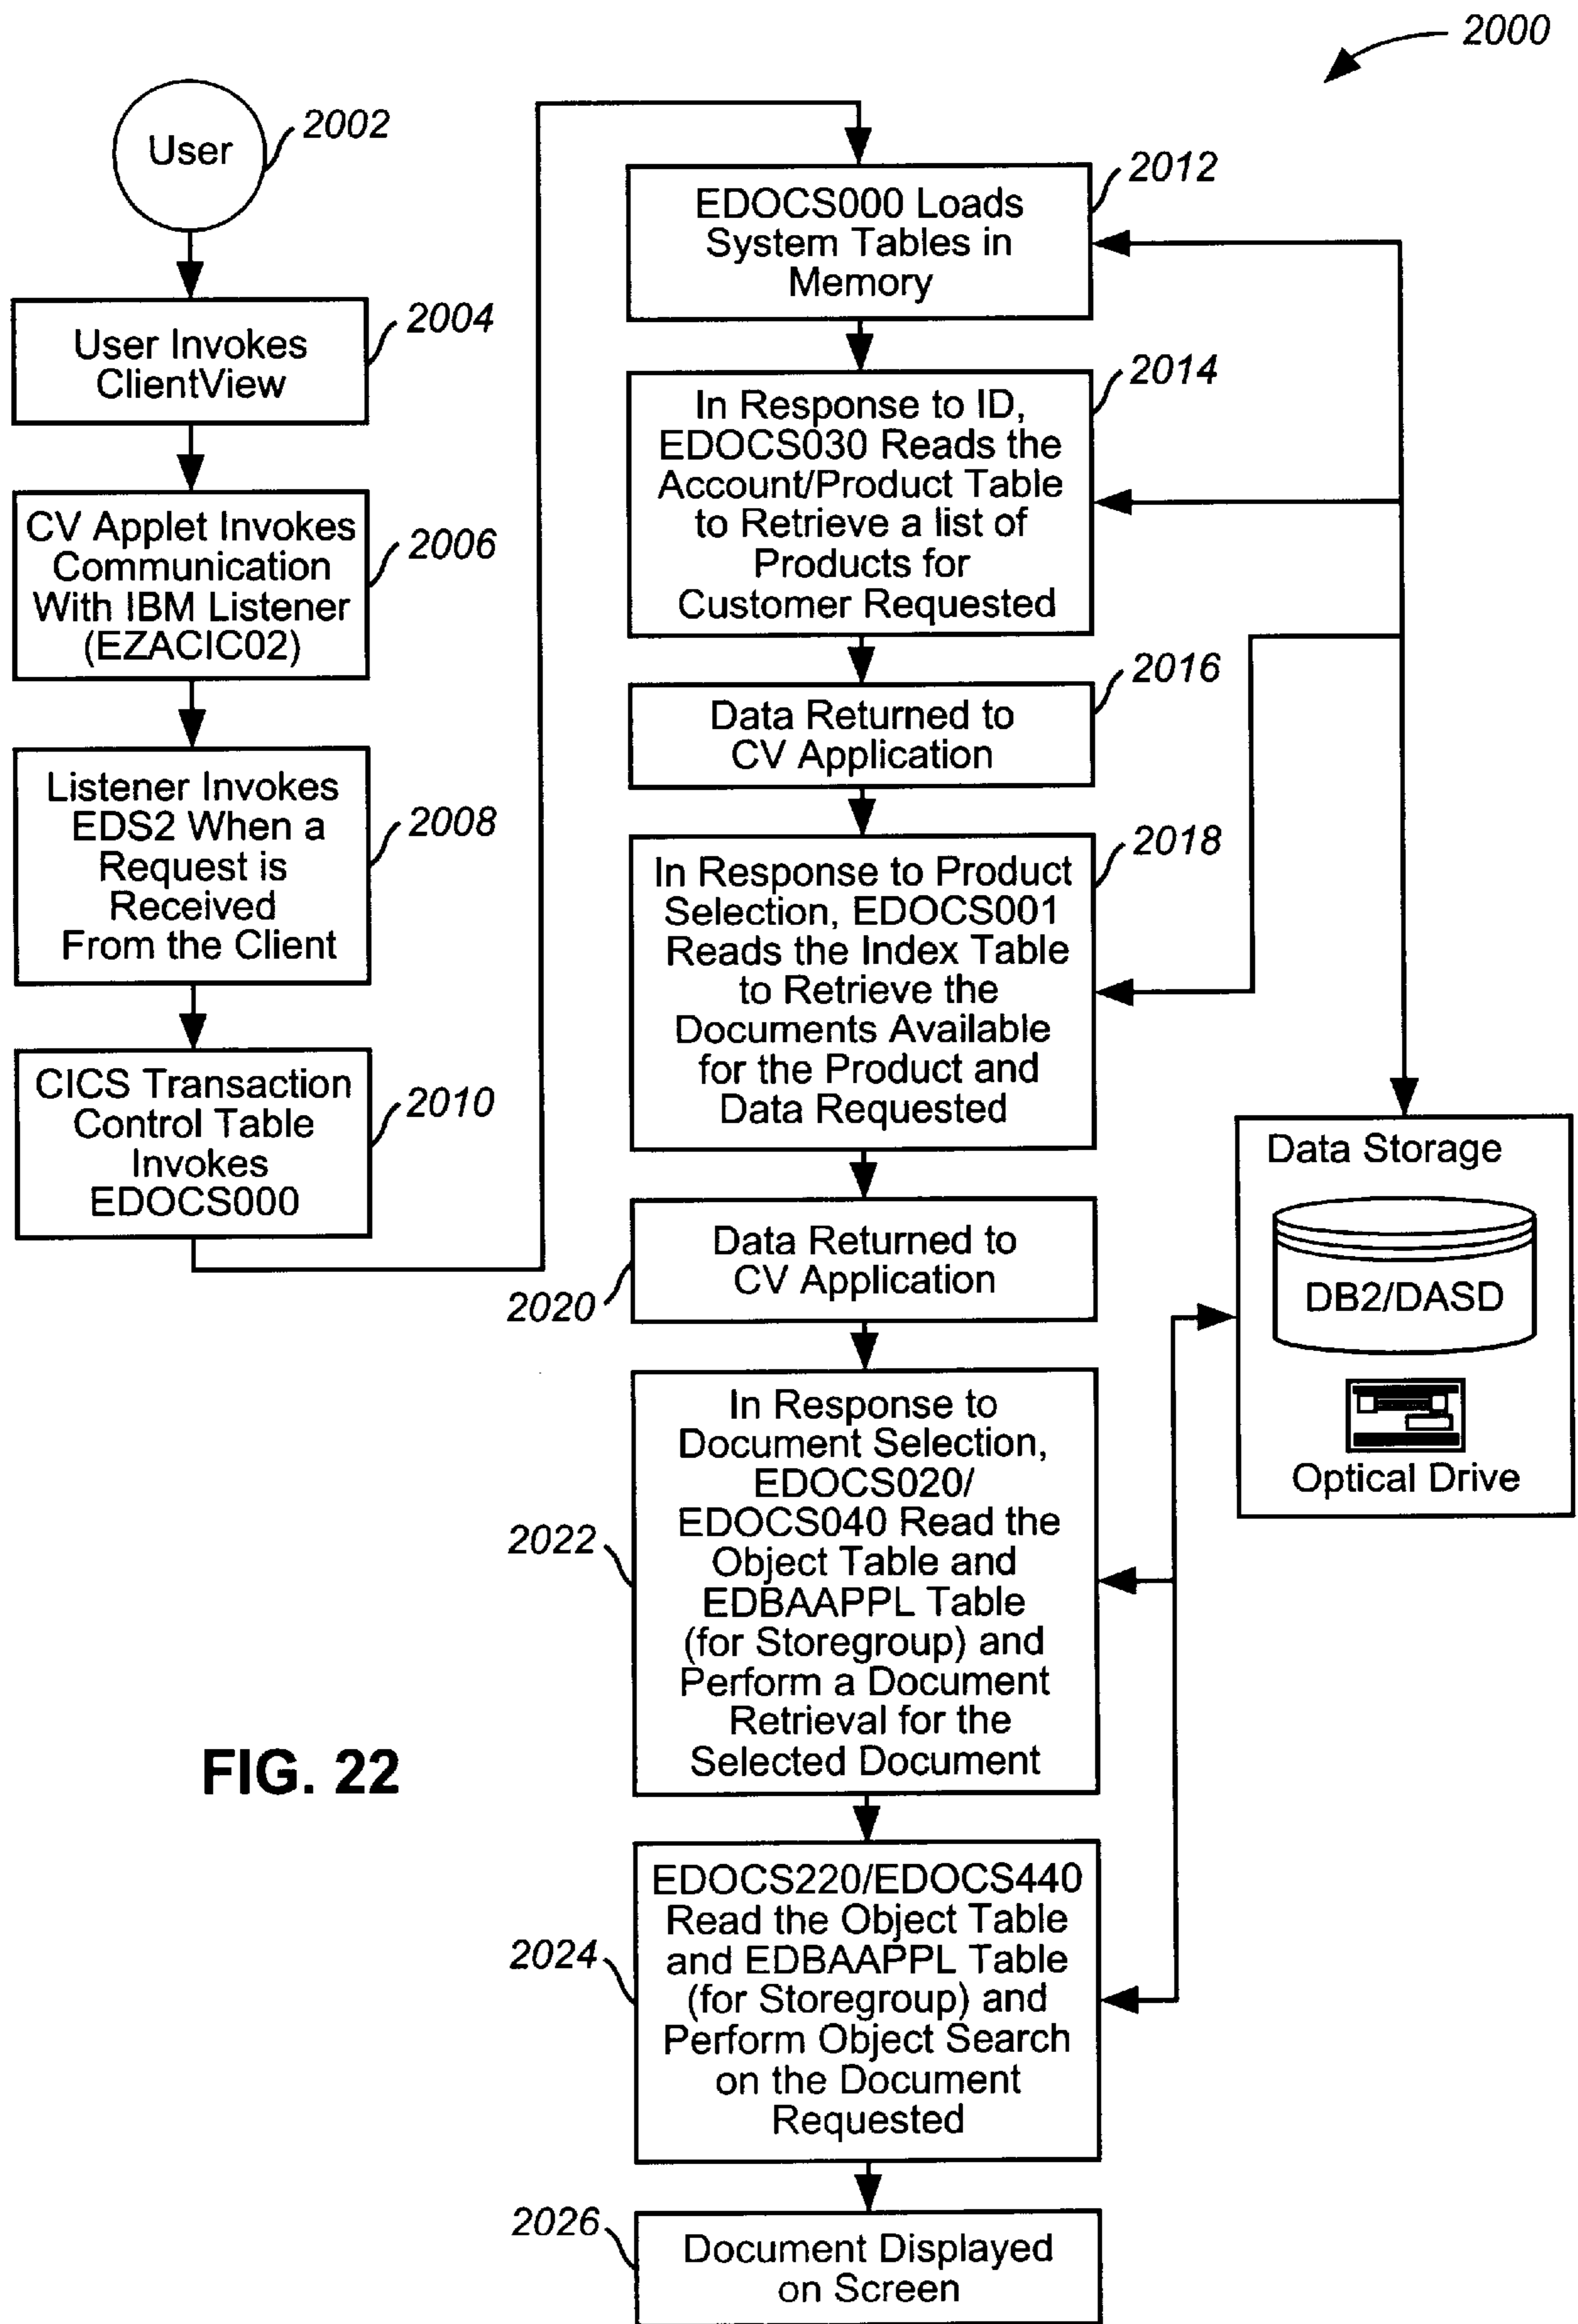 2000
User
2002
User Invokes
ClientView
2004
CV Applet Invokes
Communication
With IBM Listener
(EZACIC02)
2006
Listener Invokes
EDS2 When a
Request is
Received
From the Client
2008
CICS Transaction
Control Table
Invokes
EDOCS000
2010
EDOCS000 Loads
System Tables in
Memory
2012
In Response to ID,
EDOCS030 Reads the
Account/Product Table
to Retrieve a list of
Products for
Customer Requested
2014
Data Returned to
CV Application
2016
In Response to Product
Selection, EDOCS001
Reads the Index Table
to Retrieve the
Documents Available
for the Product and
Data Requested
2018
Data Returned to
CV Application
2020
In Response to
Document Selection,
EDOCS020/
EDOCS040 Read the
Object Table and
EDBAAPPL Table
(for Storegroup) and
Perform a Document
Retrieval for the
Selected Document
2022
EDOCS220/EDOCS440
Read the Object Table
and EDBAAPPL Table
(for Storegroup) and
Perform Object Search
on the Document
Requested
2024
Document Displayed
on Screen
2026
Data Storage
DB2/DASD
Optical Drive
FIG. 22